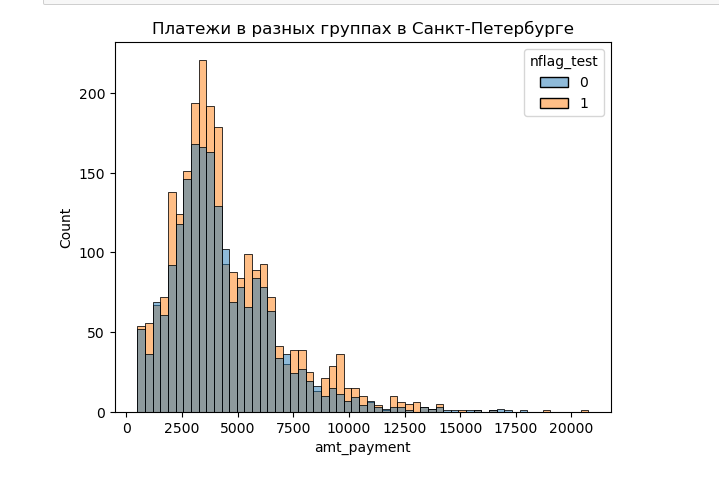 Платежи в разных группах в Санкт-Петербурге
nflag_test
0
1
200
150
100
50
0
Count
0 2500 5000 7500 10000 12500 15000 17500 20000
amt_payment